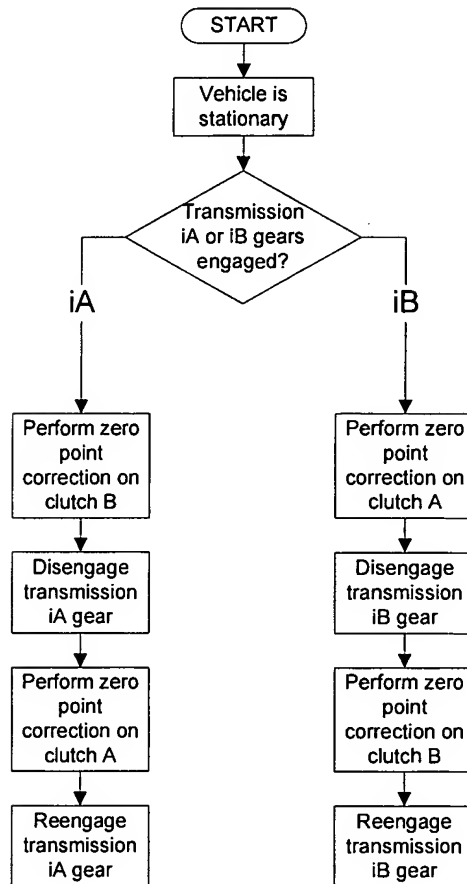 START
Vehicle is
stationary
Transmission
iA or iB gears
engaged?
iA
iB
Perform zero
point
correction on
clutch B
Disengage
transmission
iA gear
Perform zero
point
correction on
clutch A
Reengage
transmission
iA gear
Perform zero
point
correction on
clutch A
Disengage
transmission
iB gear
Perform zero
point
correction on
clutch B
Reengage
transmission
iB gear